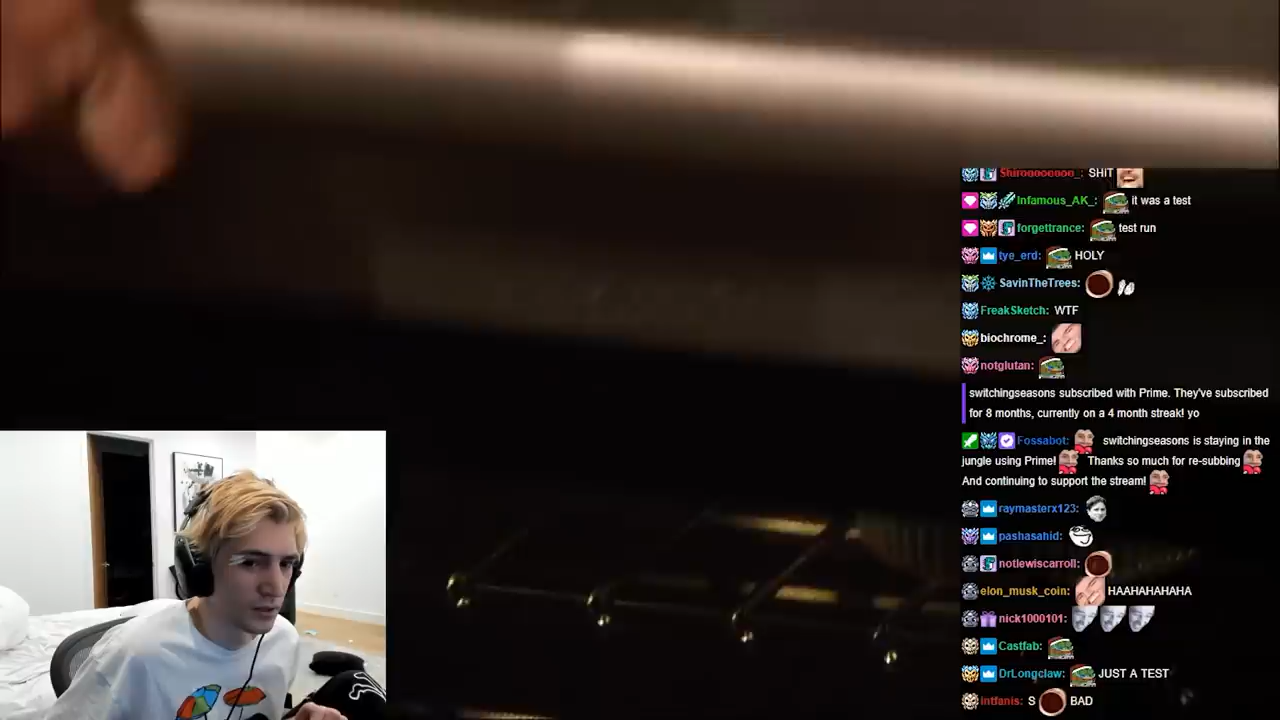 Shirooooooo_: SHIT
Infamous_AK_: it was a test
forgettrance: test run
tye_erd: HOLY
SavinTheTrees:
FreakSketch: WTF
biochrome_:
notglutan:
switchingseasons subscribed with Prime. They've subscribed
for 8 months, currently on a 4 month streak! yo
Fossabot: switchingseasons is staying in the
jungle using Prime! Thanks so much for re-subbing
And continuing to support the stream!
raymasterx123:
pashasahid:
notlewiscarroll:
elon_musk_coin: HAAHAHAHAHA
nick1000101:
Castfab:
DrLongclaw: JUST A TEST
intfanis: S BAD